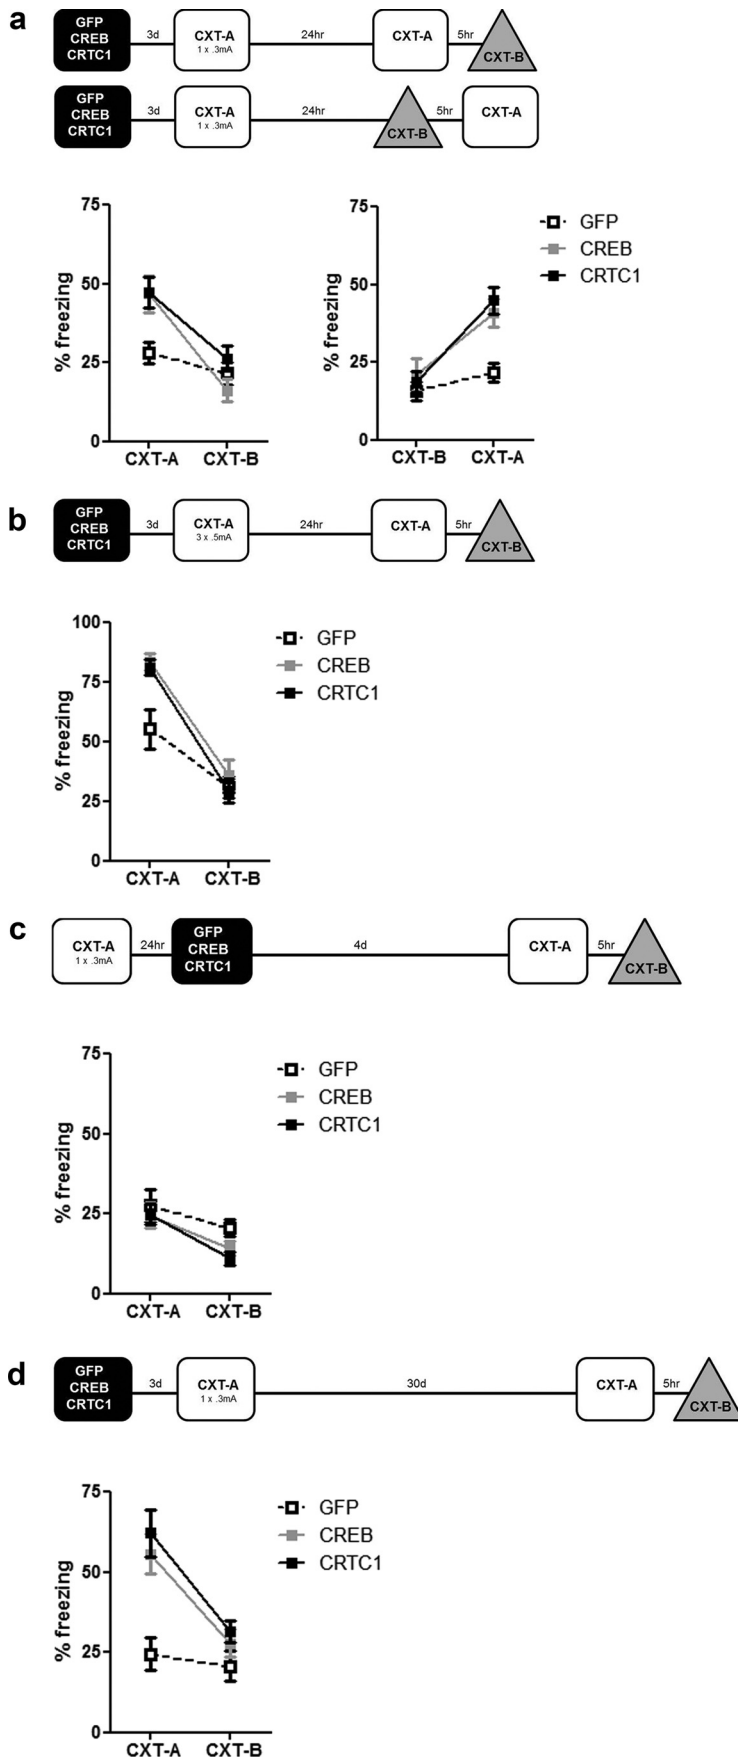 a
GFP
CREB
CRTC1
3d
CXT-A
1 x .3mA
24hr
CXT-A
5hr
CXT-B
GFP
CREB
CRTC1
3d
CXT-A
1 x .3mA
24hr
CXT-B
5hr
CXT-A
% freezing
75
50
25
0
CXT-A CXT-B
% freezing
75
50
25
0
CXT-B CXT-A
GFP
CREB
CRTC1
b
GFP
CREB
CRTC1
3d
CXT-A
3 x .5mA
24hr
CXT-A
5hr
CXT-B
% freezing
100
75
50
25
0
CXT-A CXT-B
GFP
CREB
CRTC1
c
CXT-A
1 x .3mA
24hr
GFP
CREB
CRTC1
4d
CXT-A
5hr
CXT-B
% freezing
75
50
25
0
CXT-A CXT-B
GFP
CREB
CRTC1
d
GFP
CREB
CRTC1
3d
CXT-A
1 x .3mA
30d
CXT-A
5hr
CXT-B
% freezing
75
50
25
0
CXT-A CXT-B
GFP
CREB
CRTC1